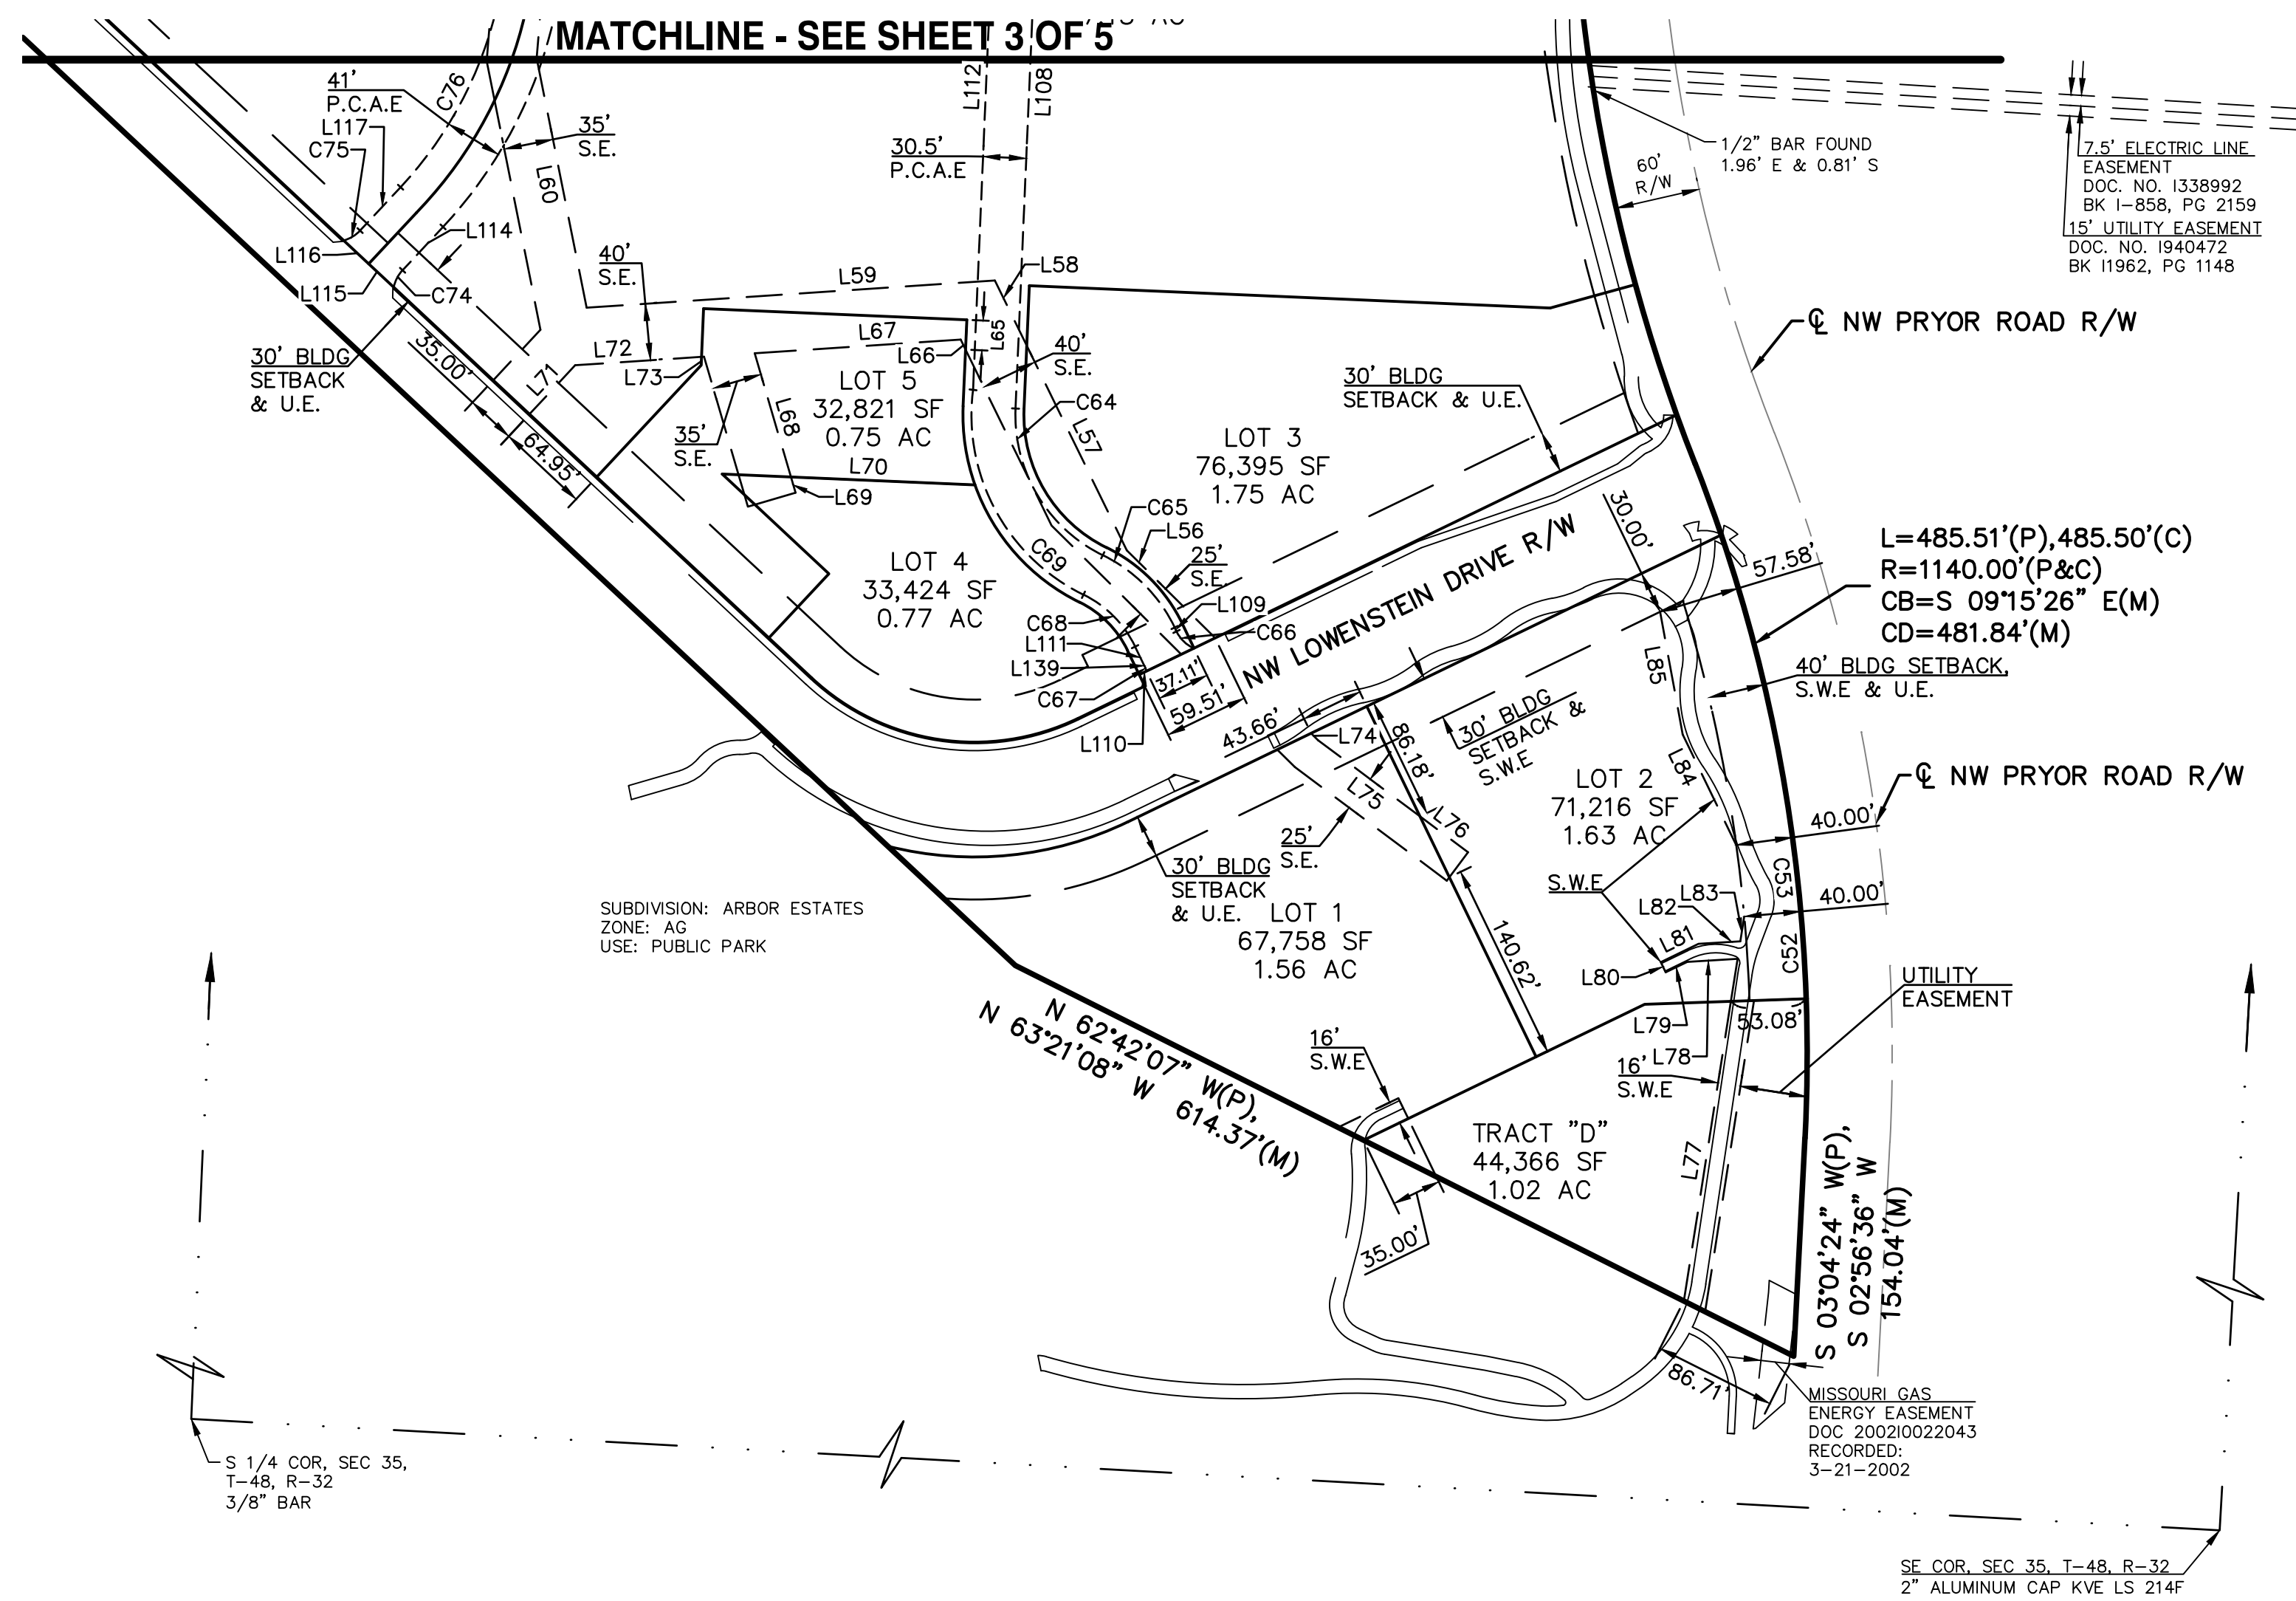 MATCHLINE - SEE SHEET 3 OF 5
41'
P.C.A.E
L117
C75
C76
35'
S.E.
L60
L112
L108
30.5'
P.C.A.E
1/2" BAR FOUND
1.96' E & 0.81' S
60'
R/W
7.5' ELECTRIC LINE
EASEMENT
DOC. NO. I338992
BK I-858, PG 2159
15' UTILITY EASEMENT
DOC. NO. I940472
BK I1962, PG 1148
L116
L114
L115
C74
40'
S.E.
L59
L58
30' BLDG
SETBACK
& U.E.
35.00'
64.95'
L71
L72
L73
L67
L66
L65
40'
S.E.
LOT 5
32,821 SF
0.75 AC
L68
35'
S.E.
L70
L69
C64
L57
30' BLDG
SETBACK & U.E.
LOT 3
76,395 SF
1.75 AC
℄ NW PRYOR ROAD R/W
C65
L56
25'
S.E.
C69
LOT 4
33,424 SF
0.77 AC
C68
L111
L139
C67
L110
L109
C66
37.11'
59.51'
NW LOWENSTEIN DRIVE R/W
30.00'
57.58'
L=485.51'(P),485.50'(C)
R=1140.00'(P&C)
CB=S 09°15'26" E(M)
CD=481.84'(M)
40' BLDG SETBACK,
S.W.E & U.E.
L85
43.66'
L74
86.18'
30' BLDG
SETBACK &
S.W.E
L84
L75
L76
LOT 2
71,216 SF
1.63 AC
℄ NW PRYOR ROAD R/W
40.00'
C53
40.00'
25'
S.E.
30' BLDG
SETBACK
& U.E.
LOT 1
67,758 SF
1.56 AC
140.62'
S.W.E
L83
L82
L81
L80
C52
L79
L78
53.08'
UTILITY
EASEMENT
SUBDIVISION: ARBOR ESTATES
ZONE: AG
USE: PUBLIC PARK
N 62°42'07" W(P),
N 63°21'08" W 614.37'(M)
16'
S.W.E
16'
S.W.E
TRACT "D"
44,366 SF
1.02 AC
L77
35.00'
S 03°04'24" W(P),
S 02°56'36" W
154.04'(M)
86.71'
MISSOURI GAS
ENERGY EASEMENT
DOC 200210022043
RECORDED:
3-21-2002
S 1/4 COR, SEC 35,
T-48, R-32
3/8" BAR
SE COR, SEC 35, T-48, R-32
2" ALUMINUM CAP KVE LS 214F